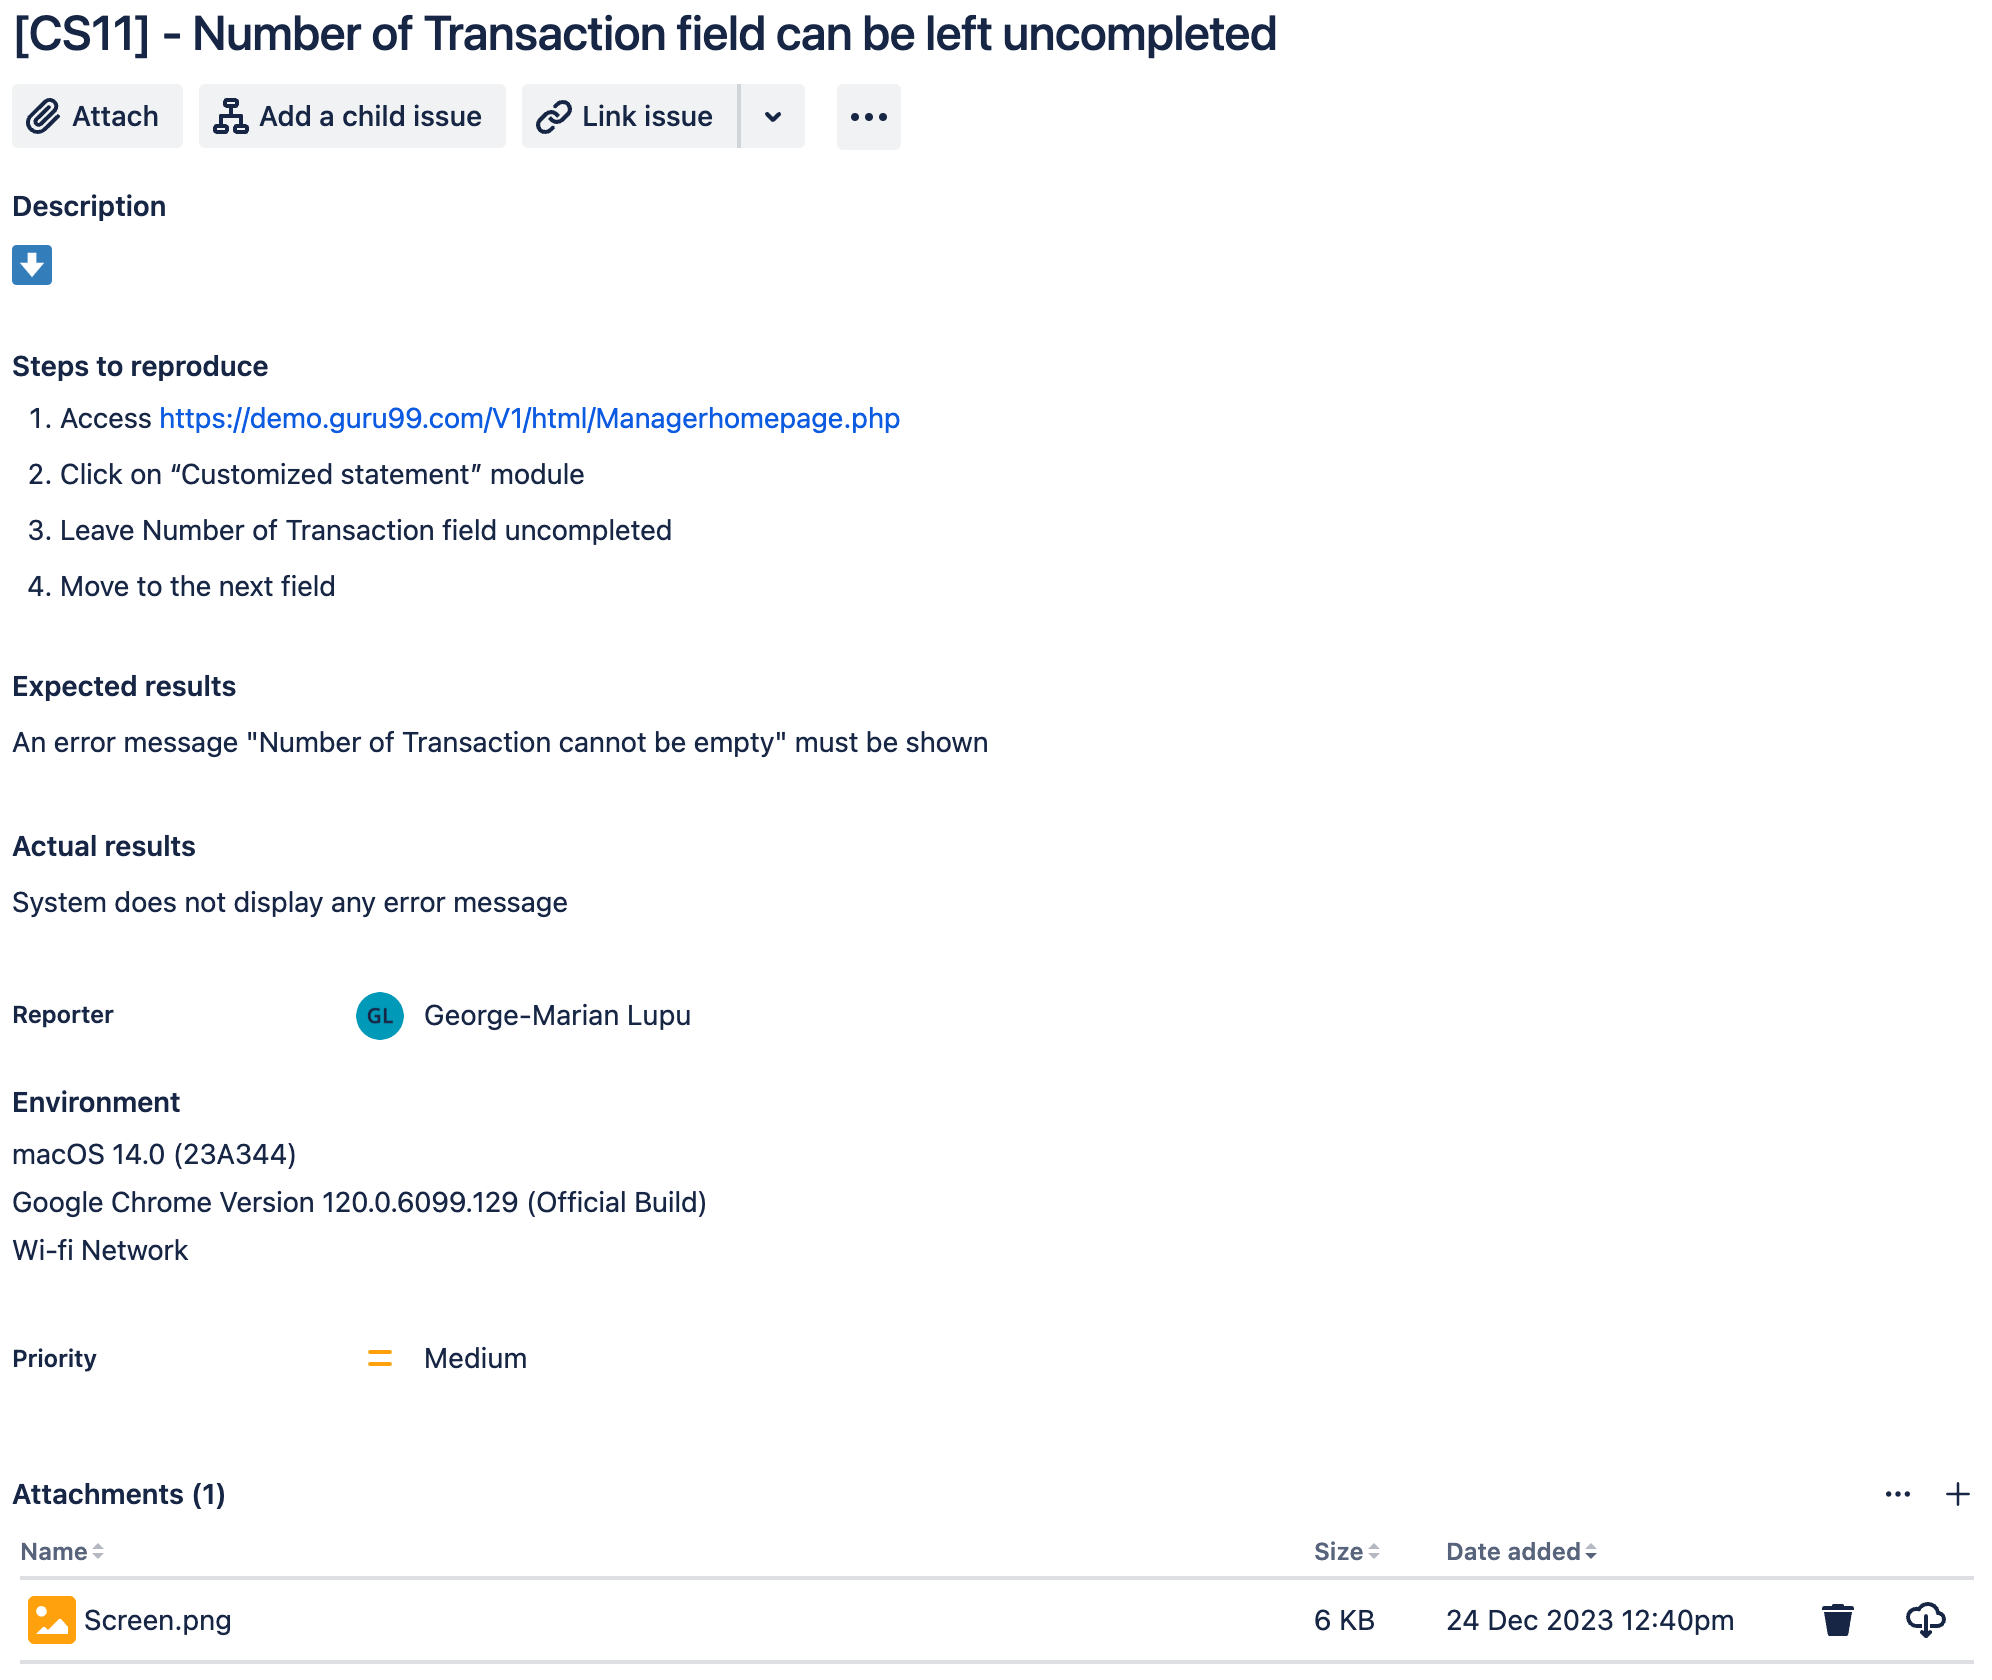 [CS11] - Number of Transaction field can be left uncompleted
Attach
Add a child issue
Link issue
Description
Steps to reproduce
1. Access https://demo.guru99.com/V1/html/Managerhomepage.php
2. Click on “Customized statement” module
3. Leave Number of Transaction field uncompleted
4. Move to the next field
Expected results
An error message "Number of Transaction cannot be empty" must be shown
Actual results
System does not display any error message
Reporter GL George-Marian Lupu
Environment
macOS 14.0 (23A344)
Google Chrome Version 120.0.6099.129 (Official Build)
Wi-fi Network
Priority Medium
Attachments (1)
Name Size Date added
Screen.png 6 KB 24 Dec 2023 12:40pm